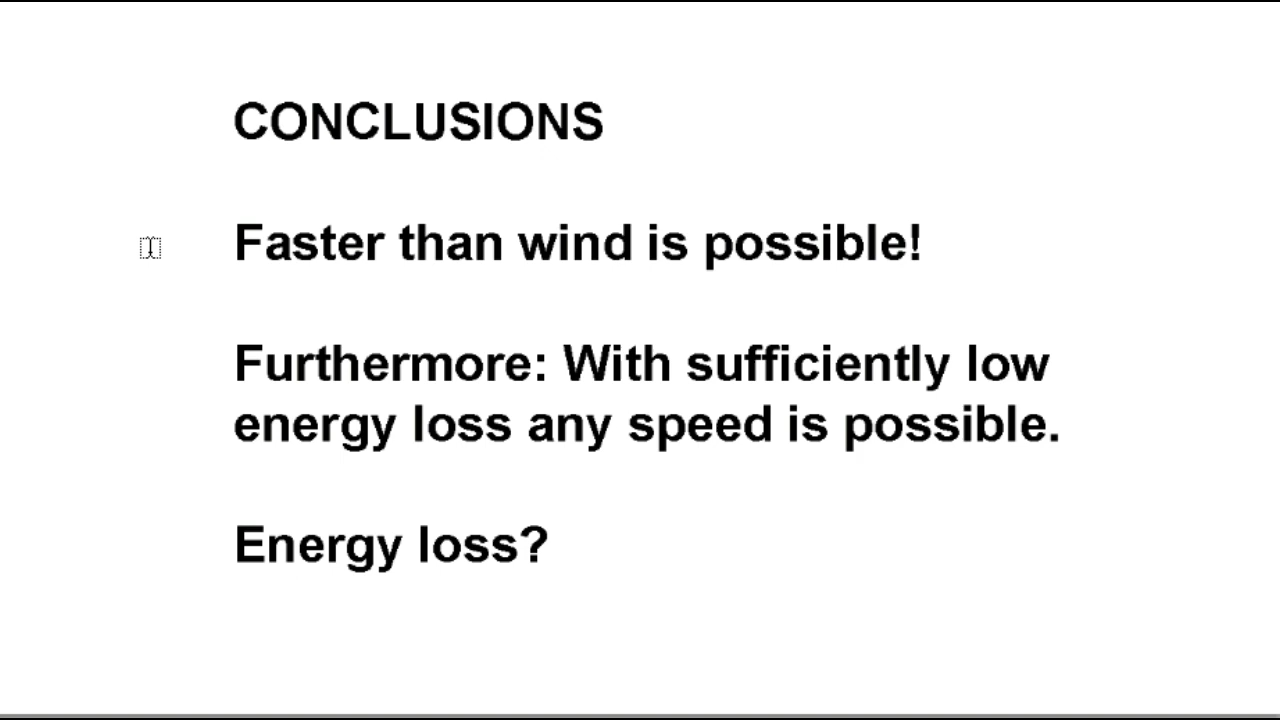 CONCLUSIONS
Faster than wind is possible!
Furthermore: With sufficiently low
energy loss any speed is possible.
Energy loss?